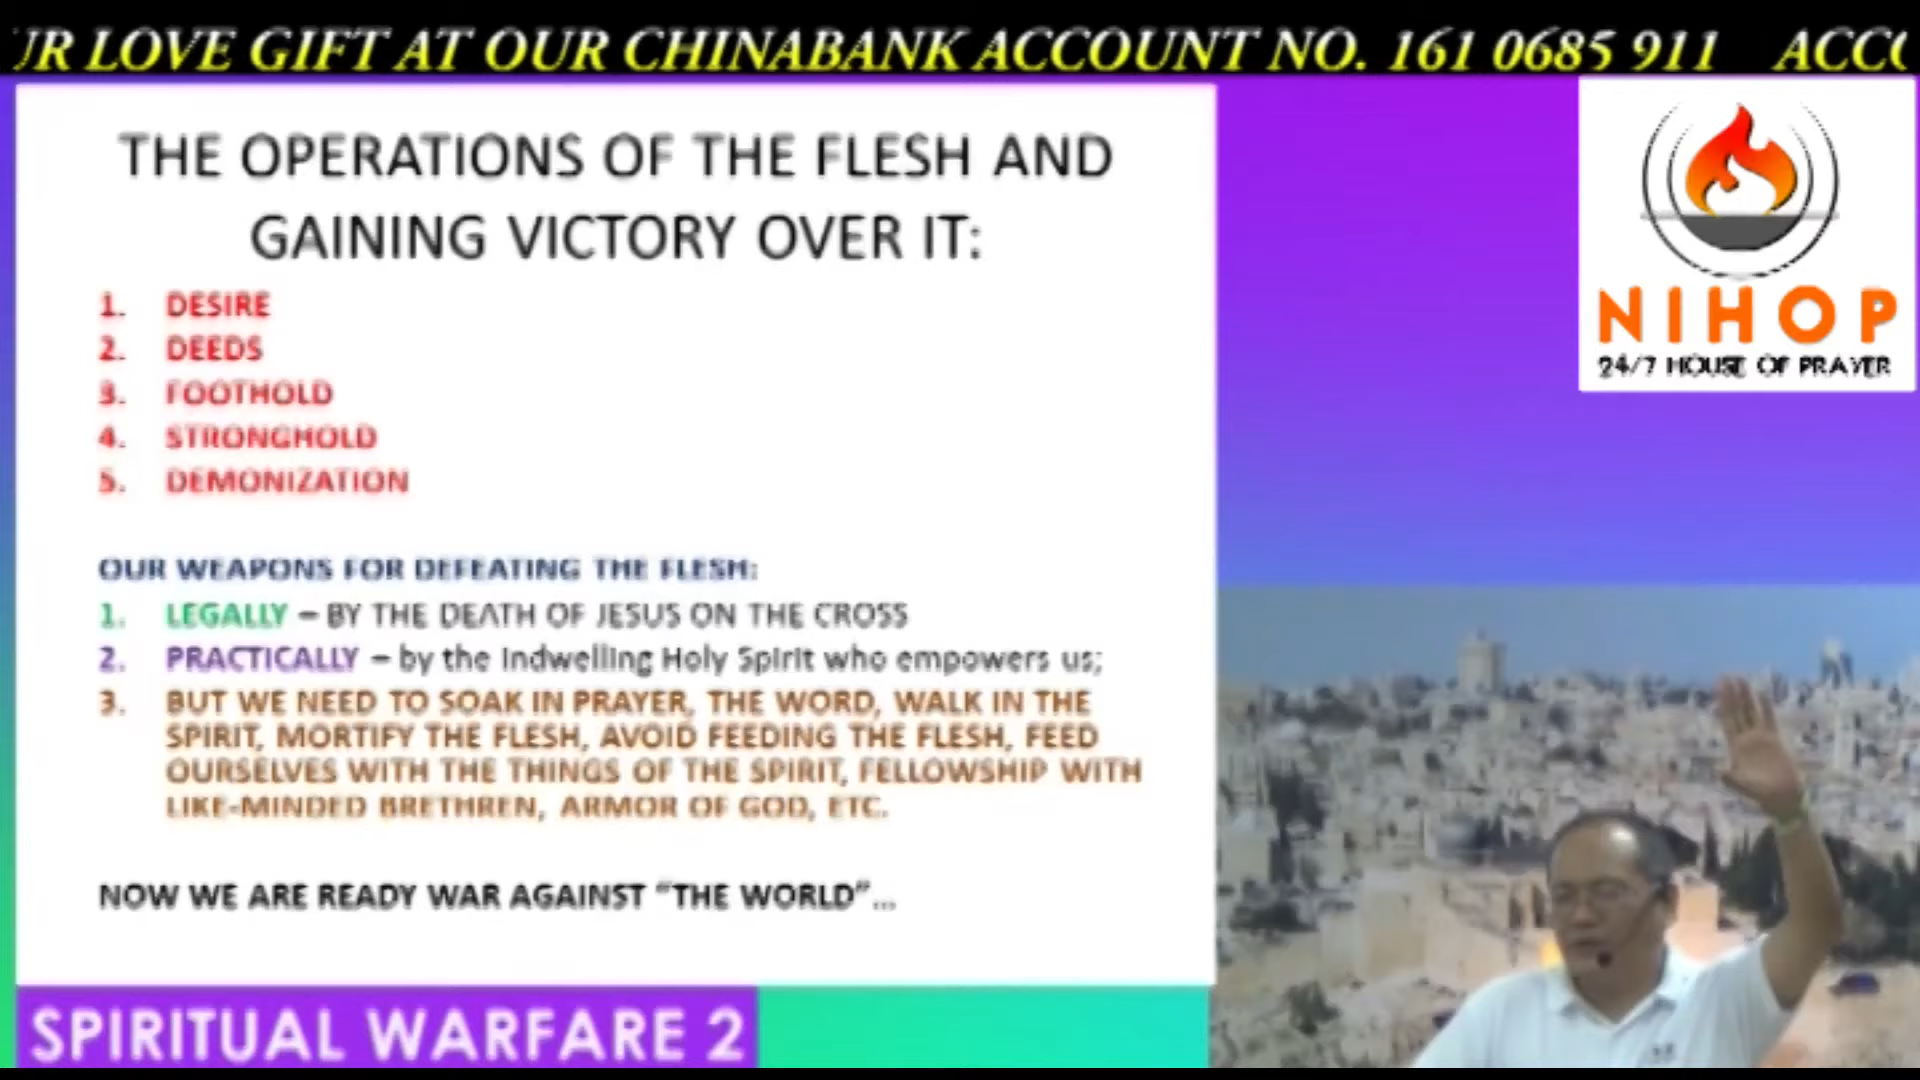 UR LOVE GIFT AT OUR CHINABANK ACCOUNT NO. 161 0685 911 ACCO
THE OPERATIONS OF THE FLESH AND
GAINING VICTORY OVER IT:
1. DESIRE
2. DEEDS
3. FOOTHOLD
4. STRONGHOLD
5. DEMONIZATION
OUR WEAPONS FOR DEFEATING THE FLESH:
1. LEGALLY – BY THE DEATH OF JESUS ON THE CROSS
2. PRACTICALLY – by the Indwelling Holy Spirit who empowers us;
3. BUT WE NEED TO SOAK IN PRAYER, THE WORD, WALK IN THE
SPIRIT, MORTIFY THE FLESH, AVOID FEEDING THE FLESH, FEED
OURSELVES WITH THE THINGS OF THE SPIRIT, FELLOWSHIP WITH
LIKE-MINDED BRETHREN, ARMOR OF GOD, ETC.
NOW WE ARE READY WAR AGAINST “THE WORLD”...
NIHOP
24/7 HOUSE OF PRAYER
SPIRITUAL WARFARE 2